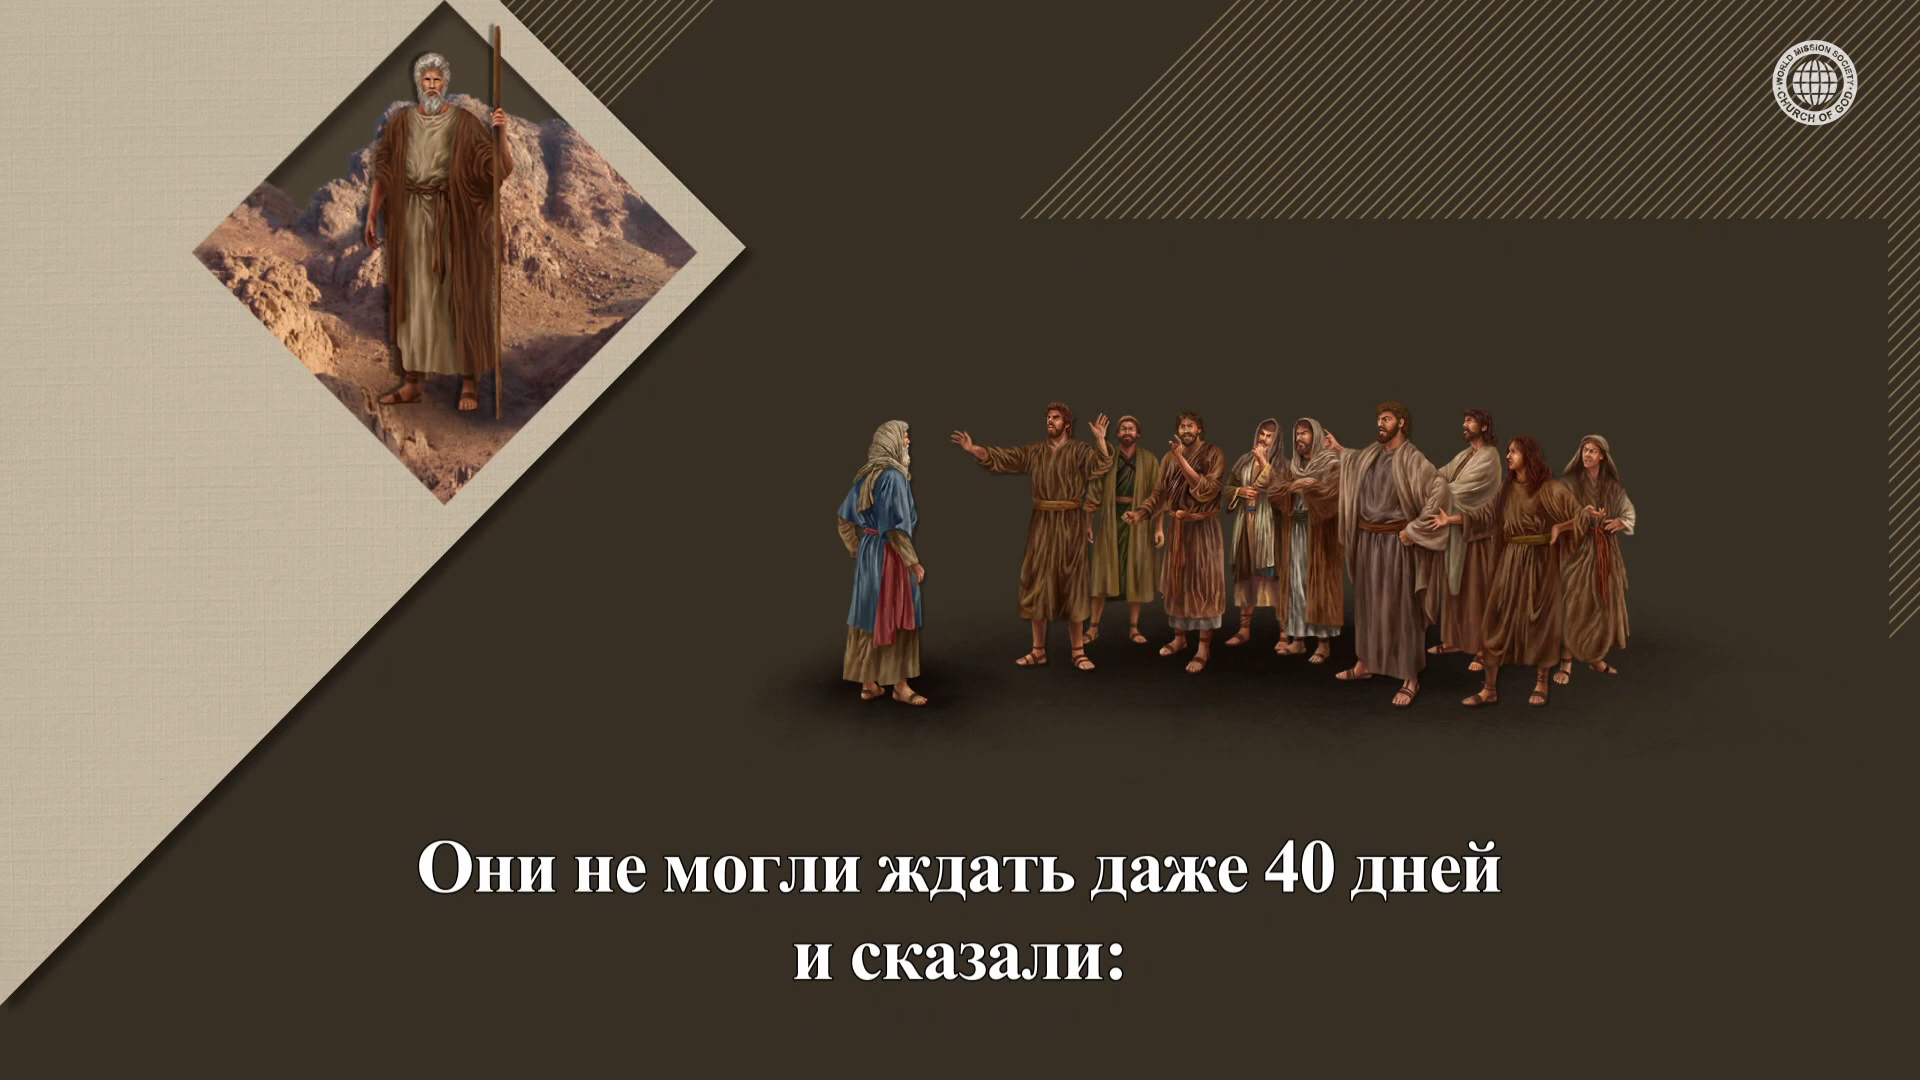 WORLD MISSION SOCIETY
CHURCH OF GOD
Они не могли ждать даже 40 дней
и сказали: